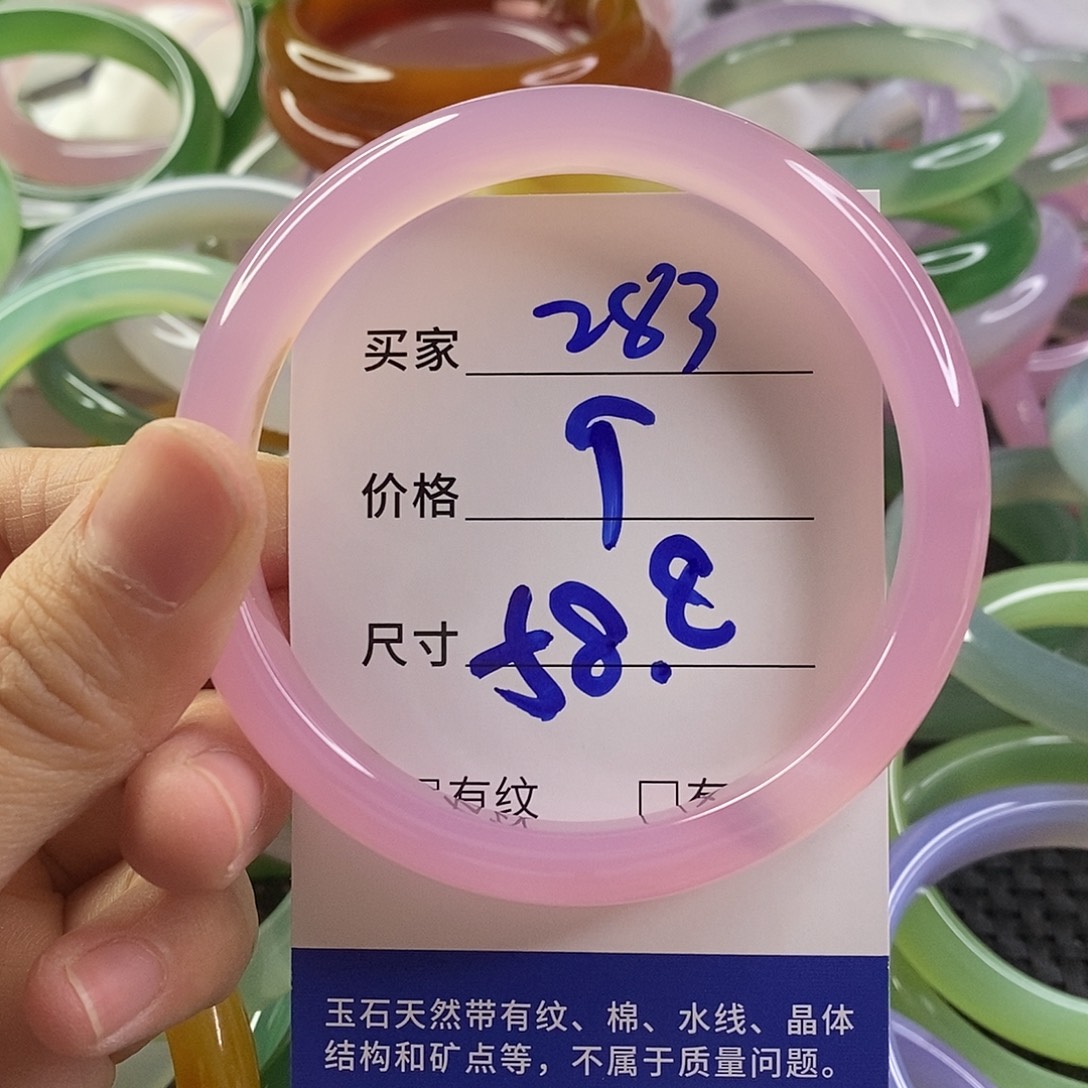 买家 283
价格
尺寸 58.8
有纹 □有
玉石天然带有纹、棉、水线、晶体
结构和矿点等，不属于质量问题。